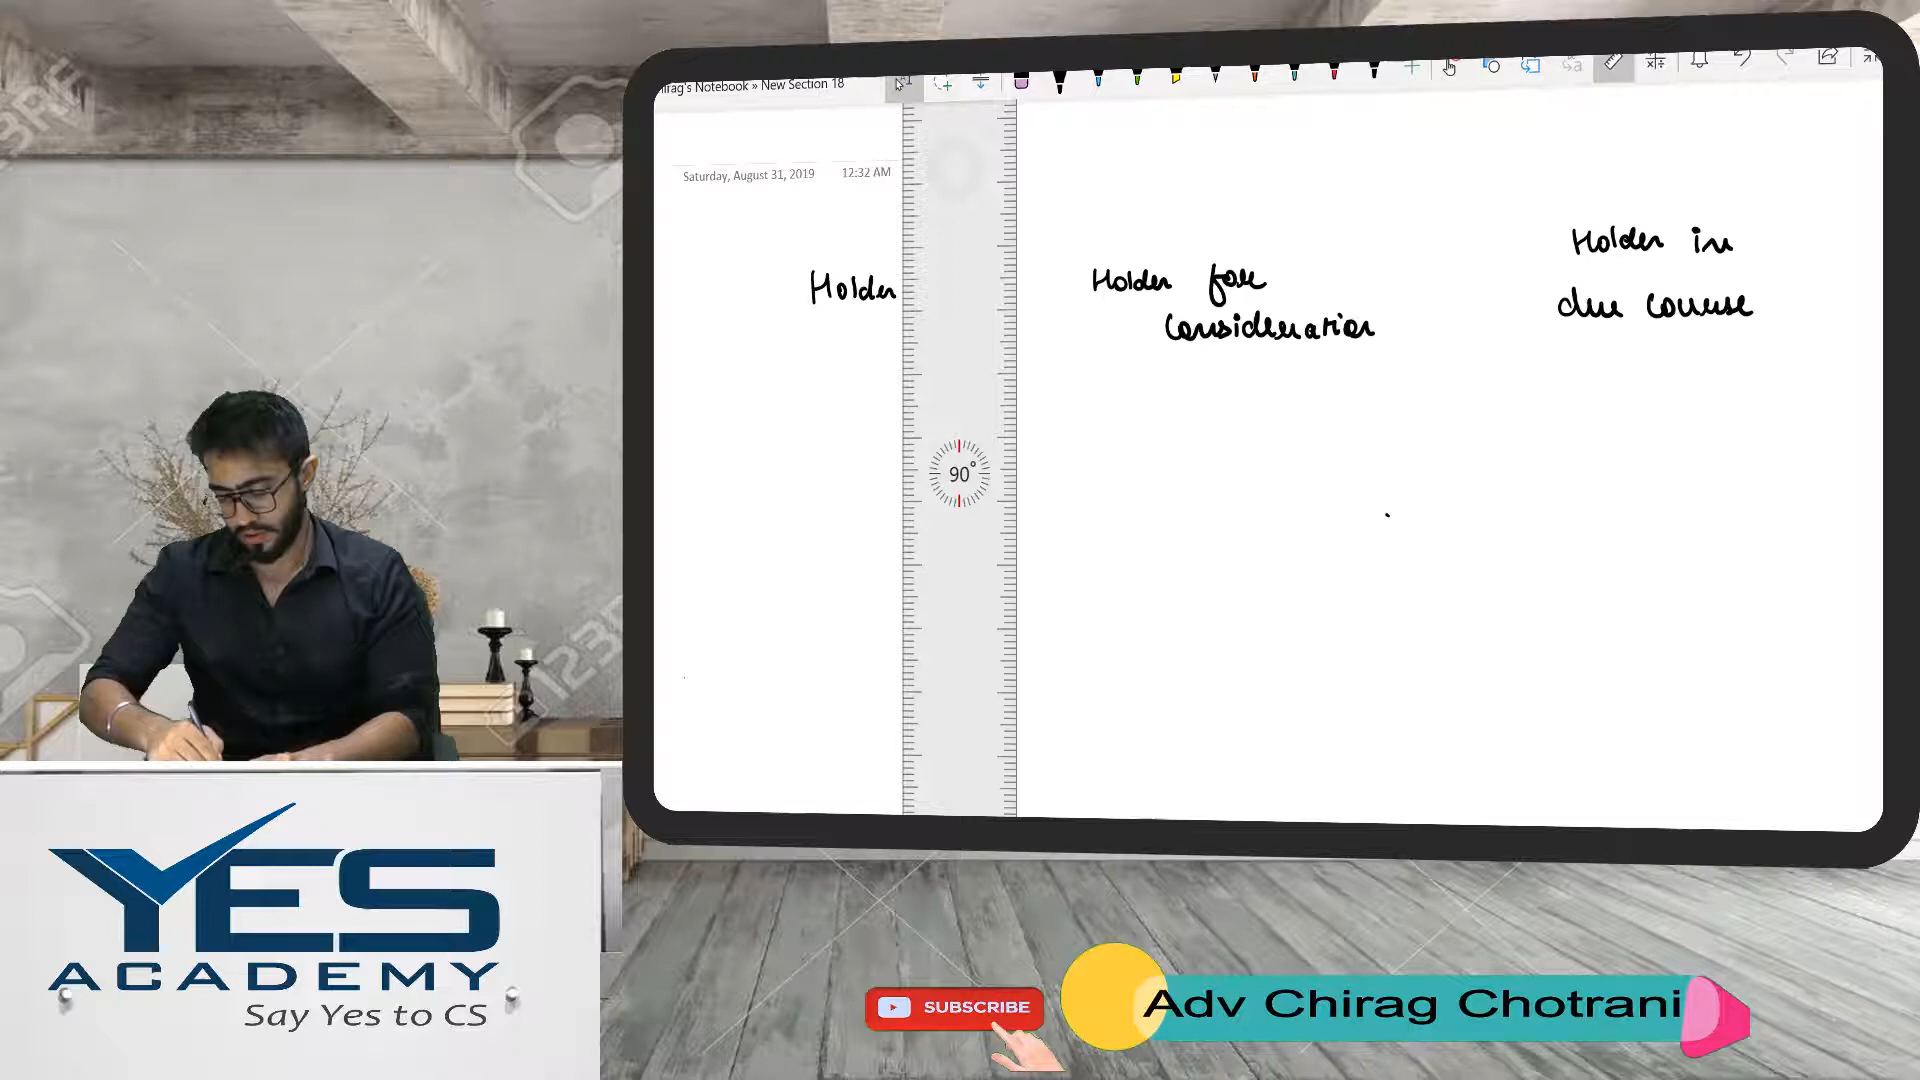 irag's Notebook » New Section 18
Saturday, August 31, 2019 12:32 AM
Holder
Holder for
consideration
Holder in
due course
90°
YES
ACADEMY
Say Yes to CS
SUBSCRIBE
Adv Chirag Chotrani